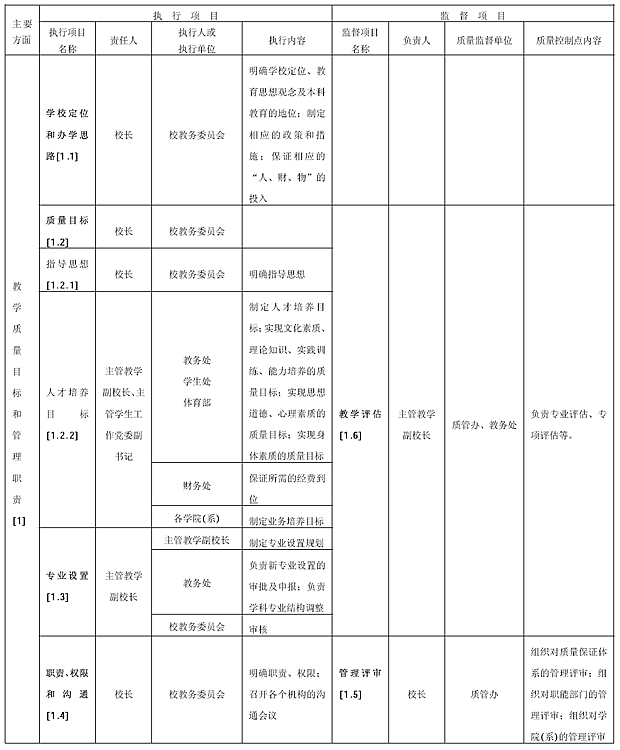 主要
方面
执行项目
监督项目
执行项目
名称
责任人
执行人或
执行单位
执行内容
监督项目
名称
负责人
质量监督单位
质量控制点内容
教
学
质
量
目
标
和
管
理
职
责
[1]
学校定位
和办学思
路[1.1]
校长
校教务委员会
明确学校定位、教
育思想观念及本科
教育的地位；制定
相应的政策和措
施；保证相应的
“人、财、物”的
投入
质量目标
[1.2]
校长
校教务委员会
指导思想
[1.2.1]
校长
校教务委员会
明确指导思想
人才培养
目标
[1.2.2]
主管教学
副校长、主
管学生工
作党委副
书记
教务处
学生处
体育部
制定人才培养目
标；实现文化素质、
理论知识、实践训
练、能力培养的质
量目标；实现思想
道德、心理素质的
质量目标；实现身
体素质的质量目标
财务处
保证所需的经费到
位
各学院(系)
制定业务培养目标
专业设置
[1.3]
主管教学
副校长
主管教学副校长
制定专业设置规划
教务处
负责新专业设置的
审批及申报；负责
学科专业结构调整
校教务委员会
审核
教学评估
[1.6]
主管教学
副校长
质管办、教务处
负责专业评估、专
项评估等。
职责、权限
和沟通
[1.4]
校长
校教务委员会
明确职责、权限；
召开各个机构的沟
通会议
管理评审
[1.5]
校长
质管办
组织对质量保证体
系的管理评审；组
织对职能部门的管
理评审；组织对学
院(系)的管理评审